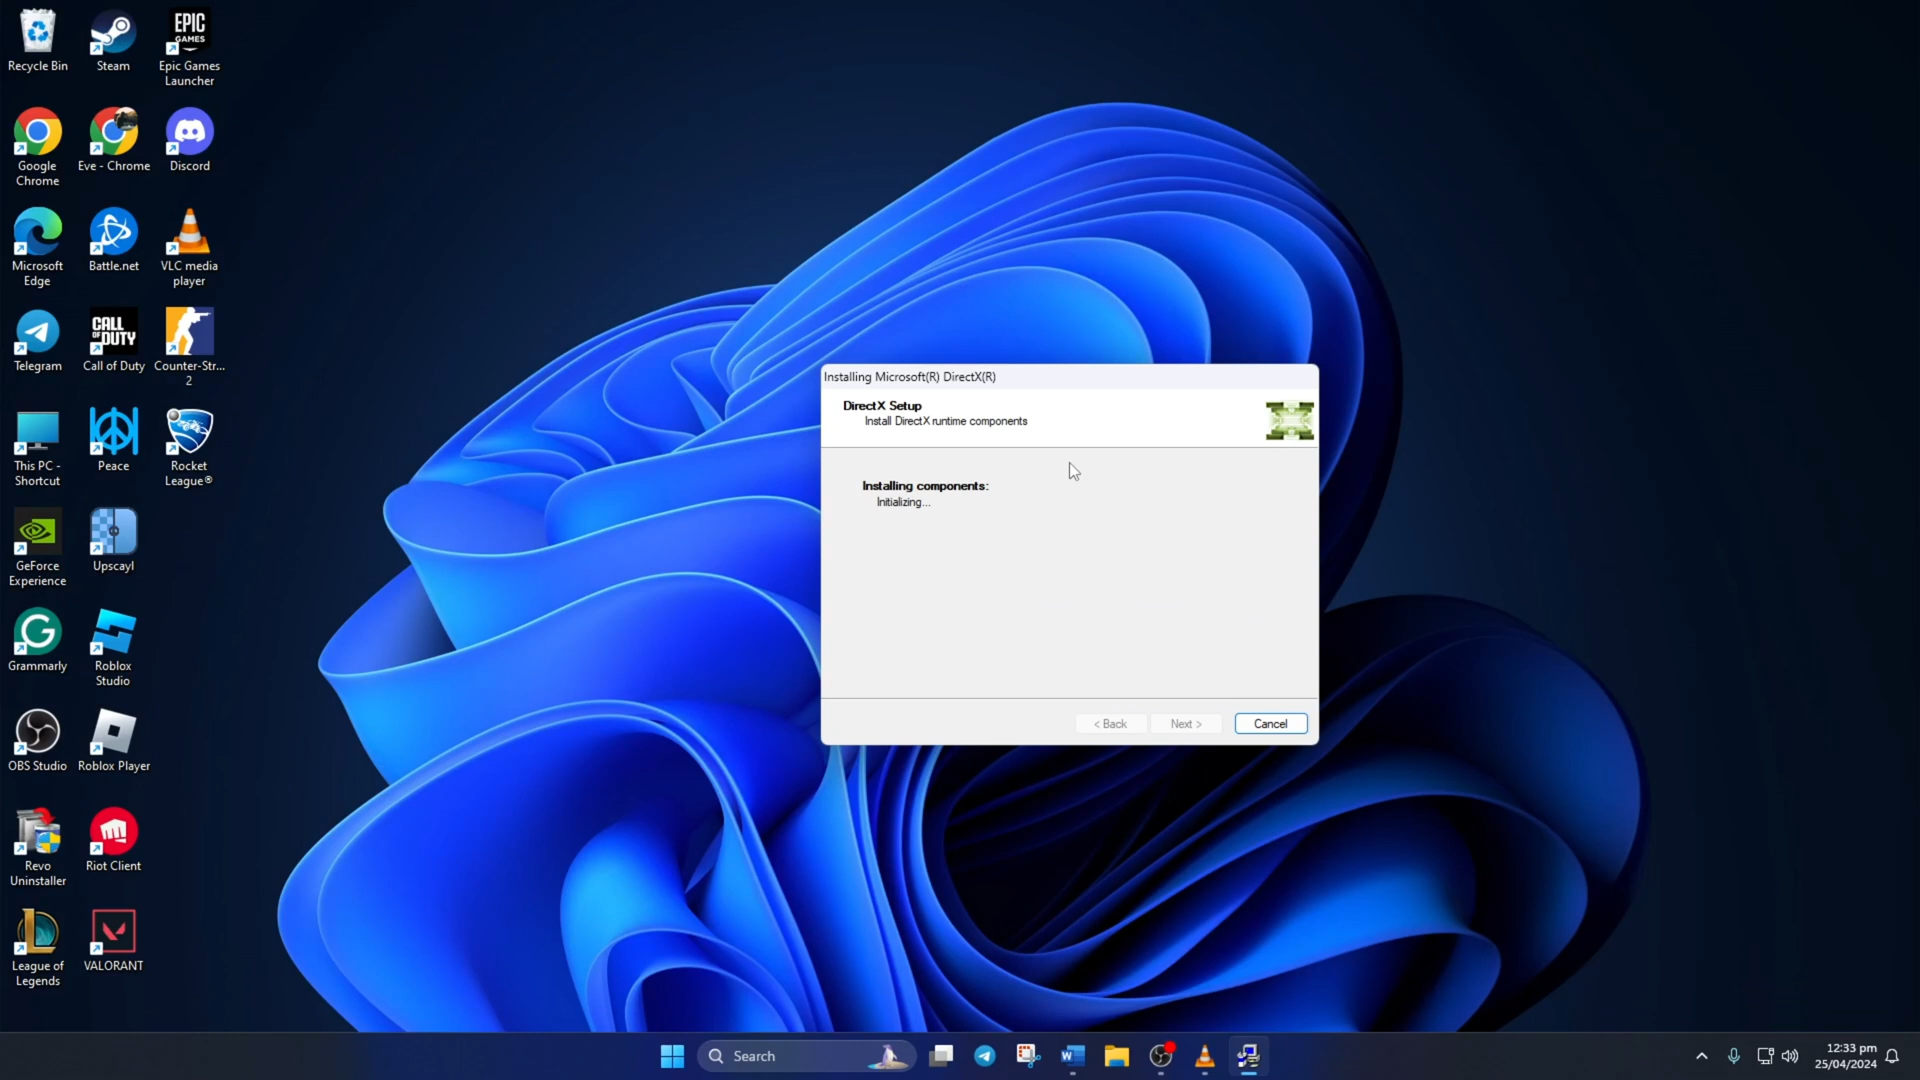 Recycle Bin
Steam
EPIC
GAMES
Epic Games
Launcher
Google
Chrome
Eve - Chrome
Discord
Microsoft
Edge
Battle.net
VLC media
player
Telegram
CALL
OF DUTY
Call of Duty
Counter-Str...
2
This PC -
Shortcut
Peace
Rocket
League®
GeForce
Experience
Upscayl
Grammarly
Roblox
Studio
OBS Studio
Roblox Player
Revo
Uninstaller
Riot Client
League of
Legends
VALORANT
Installing Microsoft(R) DirectX(R)
DirectX Setup
Install DirectX runtime components
Installing components:
Initializing...
< Back
Next >
Cancel
Search
12:33 pm
25/04/2024